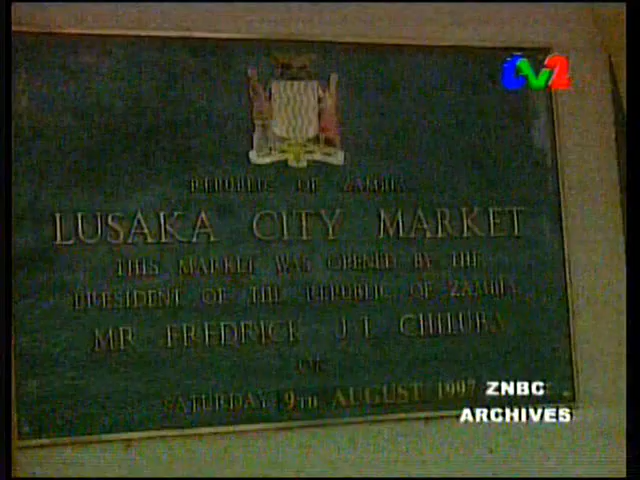 tv2
REPUBLIC OF ZAMBIA
LUSAKA CITY MARKET
THIS MARKET WAS OPENED BY THE
PRESIDENT OF THE REPUBLIC OF ZAMBIA
MR FREDRICK J.T. CHILUBA
ON
SATURDAY 9TH AUGUST 1997
ZNBC
ARCHIVES